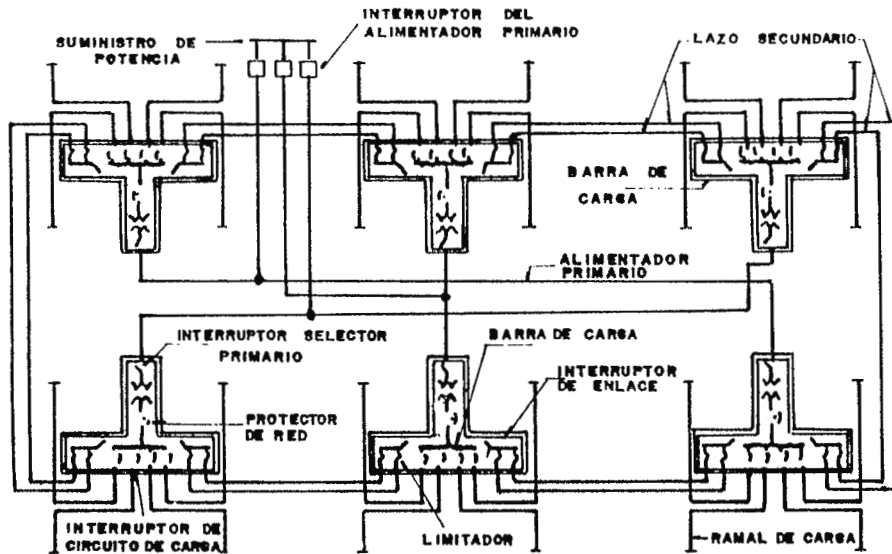 INTERRUPTOR DEL
ALIMENTADOR PRIMARIO
SUMINISTRO DE
POTENCIA
LAZO SECUNDARIO
BARRA DE
CARGA
ALIMENTADOR
PRIMARIO
INTERRUPTOR SELECTOR
PRIMARIO
BARRA DE CARGA
INTERRUPTOR
DE ENLACE
PROTECTOR
DE RED
INTERRUPTOR DE
CIRCUITO DE CARGA
LIMITADOR
RAMAL DE CARGA